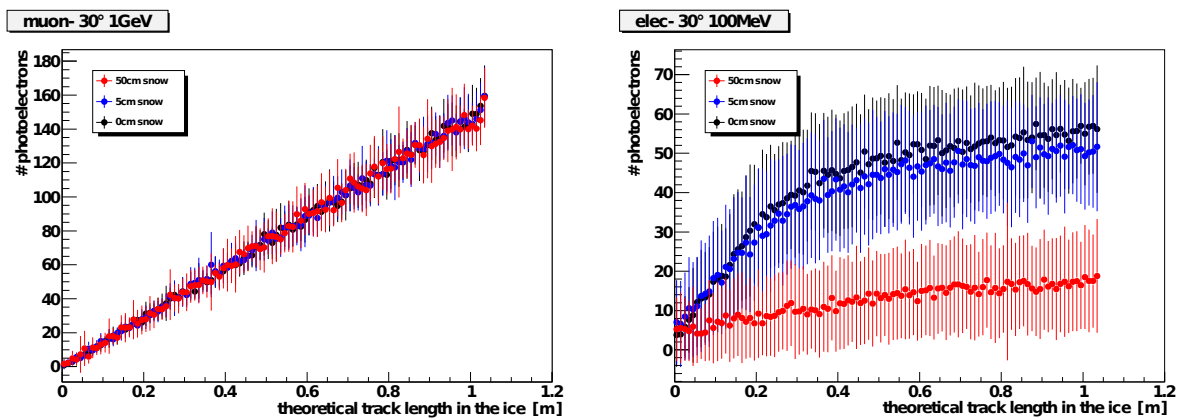 muon- 30° 1GeV
#photoelectrons
180
160
140
120
100
80
60
40
20
0
50cm snow
5cm snow
0cm snow
0
0.2
0.4
0.6
0.8
1
1.2
theoretical track length in the ice [m]
elec- 30° 100MeV
#photoelectrons
70
60
50
40
30
20
10
0
50cm snow
5cm snow
0cm snow
0
0.2
0.4
0.6
0.8
1
1.2
theoretical track length in the ice [m]